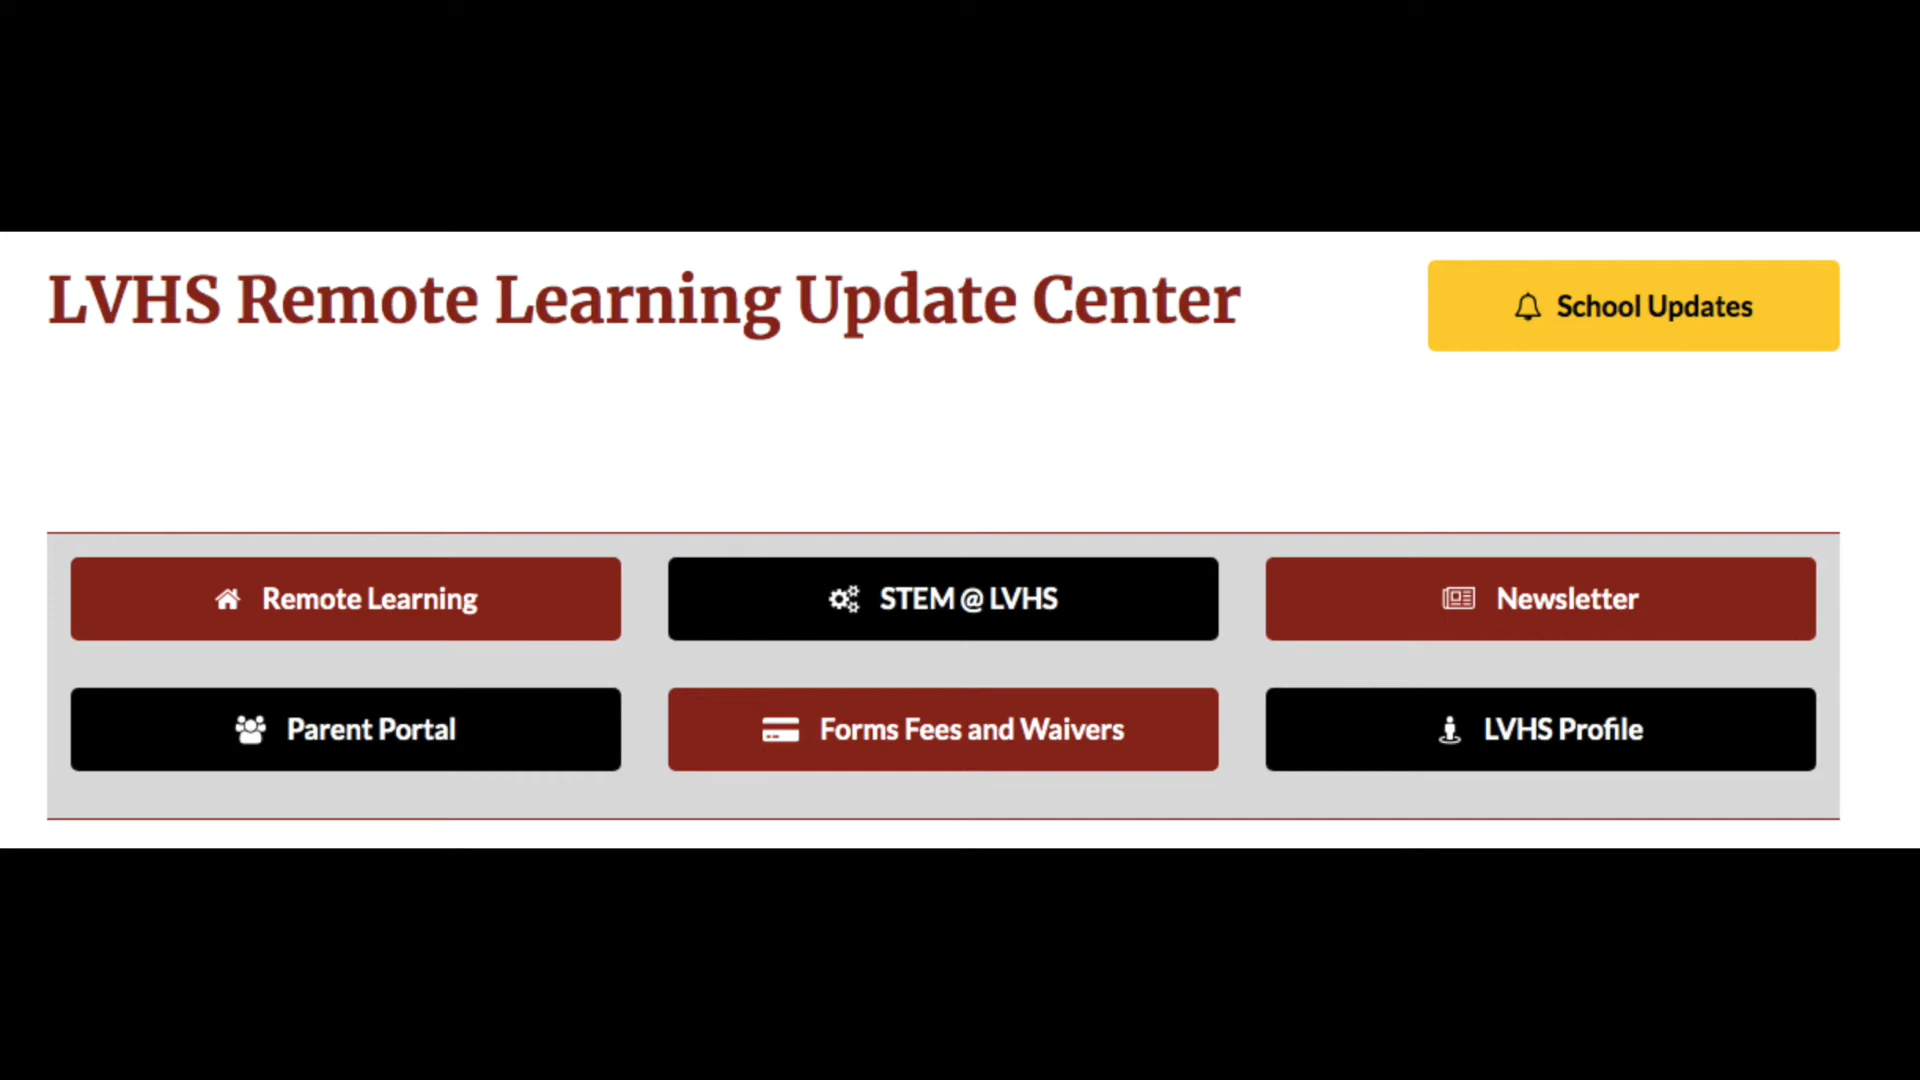 LVHS Remote Learning Update Center
School Updates
Remote Learning
STEM @ LVHS
Newsletter
Parent Portal
Forms Fees and Waivers
LVHS Profile